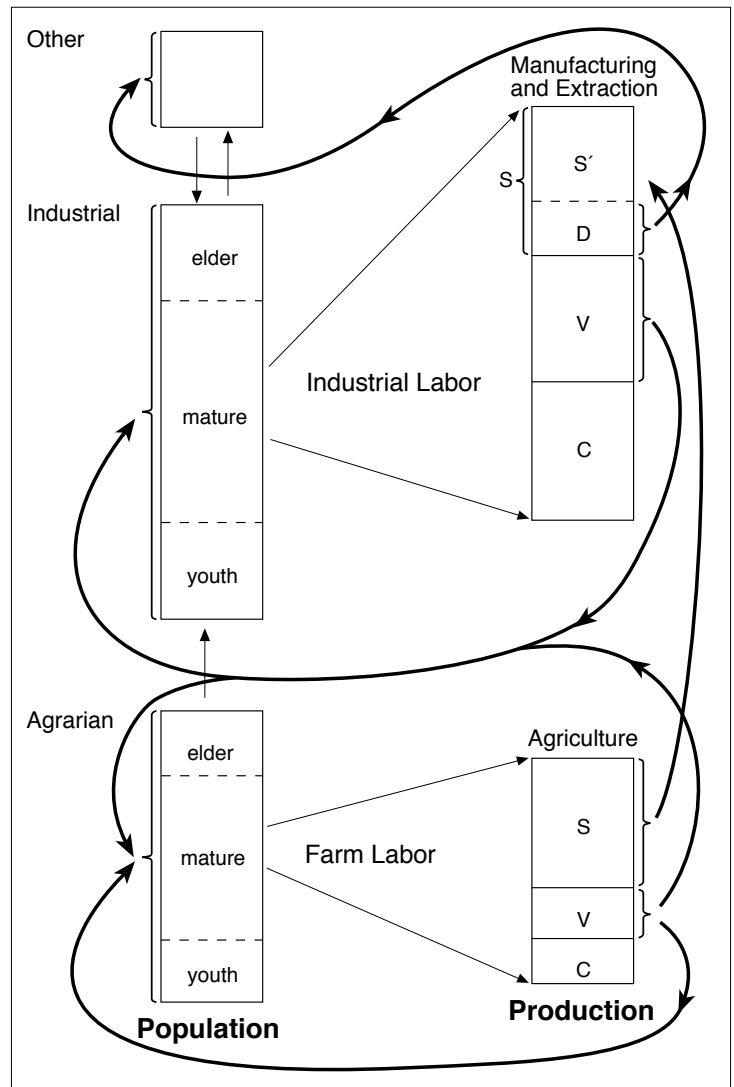 Other
Manufacturing
and Extraction
S
S´
D
Industrial
elder
V
Industrial Labor
mature
C
youth
Agrarian
elder
Agriculture
S
mature
Farm Labor
V
youth
C
Population
Production